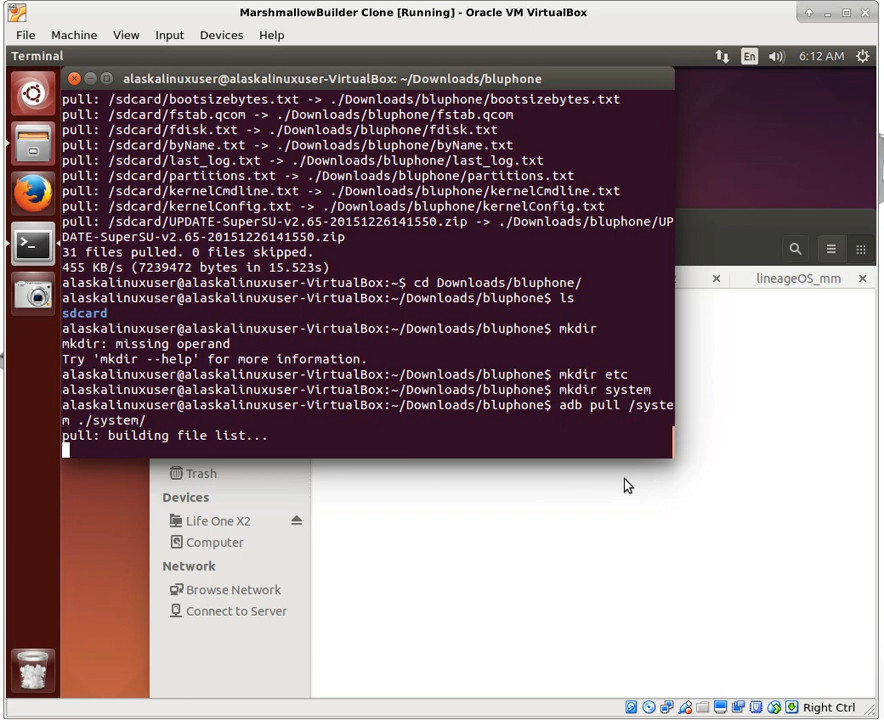 MarshmallowBuilder Clone [Running] - Oracle VM VirtualBox
File Machine View Input Devices Help
Terminal En 6:12 AM
alaskalinuxuser@alaskalinuxuser-VirtualBox: ~/Downloads/bluphone
pull: /sdcard/bootsizebytes.txt -> ./Downloads/bluphone/bootsizebytes.txt
pull: /sdcard/fstab.qcom -> ./Downloads/bluphone/fstab.qcom
pull: /sdcard/fdisk.txt -> ./Downloads/bluphone/fdisk.txt
pull: /sdcard/byName.txt -> ./Downloads/bluphone/byName.txt
pull: /sdcard/last_log.txt -> ./Downloads/bluphone/last_log.txt
pull: /sdcard/partitions.txt -> ./Downloads/bluphone/partitions.txt
pull: /sdcard/kernelCmdline.txt -> ./Downloads/bluphone/kernelCmdline.txt
pull: /sdcard/kernelConfig.txt -> ./Downloads/bluphone/kernelConfig.txt
pull: /sdcard/UPDATE-SuperSU-v2.65-20151226141550.zip -> ./Downloads/bluphone/UP
DATE-SuperSU-v2.65-20151226141550.zip
31 files pulled. 0 files skipped.
455 KB/s (7239472 bytes in 15.523s)
alaskalinuxuser@alaskalinuxuser-VirtualBox:~$ cd Downloads/bluphone/
alaskalinuxuser@alaskalinuxuser-VirtualBox:~/Downloads/bluphone$ ls
sdcard
alaskalinuxuser@alaskalinuxuser-VirtualBox:~/Downloads/bluphone$ mkdir
mkdir: missing operand
Try 'mkdir --help' for more information.
alaskalinuxuser@alaskalinuxuser-VirtualBox:~/Downloads/bluphone$ mkdir etc
alaskalinuxuser@alaskalinuxuser-VirtualBox:~/Downloads/bluphone$ mkdir system
alaskalinuxuser@alaskalinuxuser-VirtualBox:~/Downloads/bluphone$ adb pull /syste
m ./system/
pull: building file list...
lineageOS_mm
Trash
Devices
Life One X2
Computer
Network
Browse Network
Connect to Server
Right Ctrl